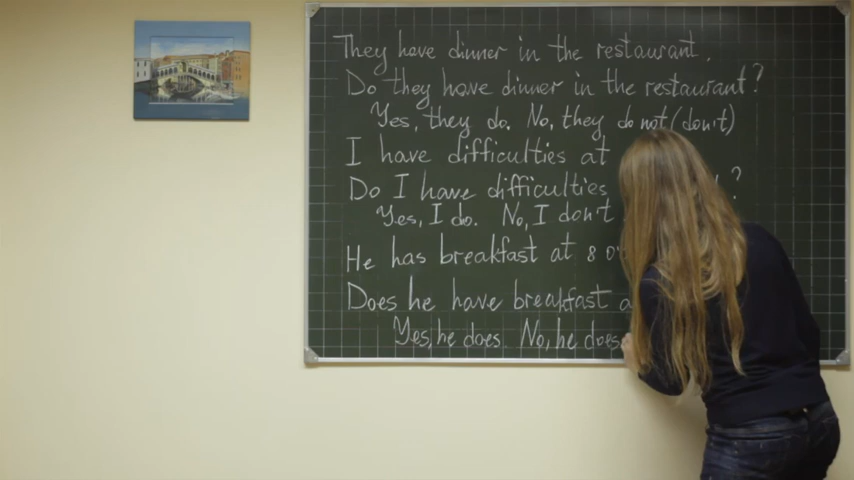 They have dinner in the restaurant.
Do they have dinner in the restaurant?
Yes, they do. No, they do not (don't)
I have difficulties at
Do I have difficulties ?
Yes, I do. No, I don't
He has breakfast at 8 o'
Does he have breakfast a
Yes, he does. No, he does